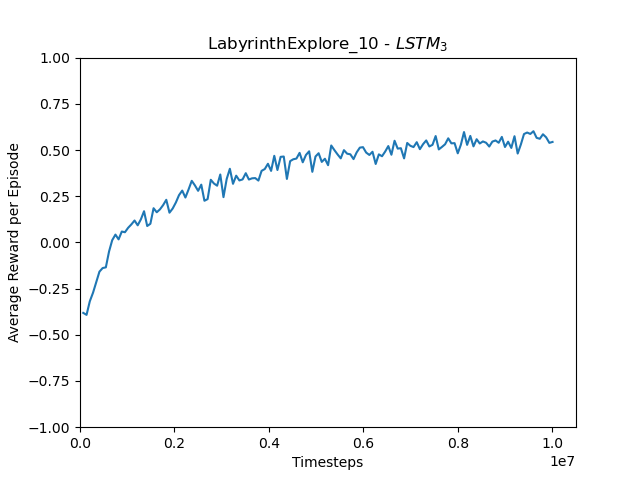 LabyrinthExplore_10 - LSTM₃
1.00
0.75
0.50
0.25
0.00
−0.25
−0.50
−0.75
−1.00
Average Reward per Episode
0.0 0.2 0.4 0.6 0.8 1.0
1e7
Timesteps